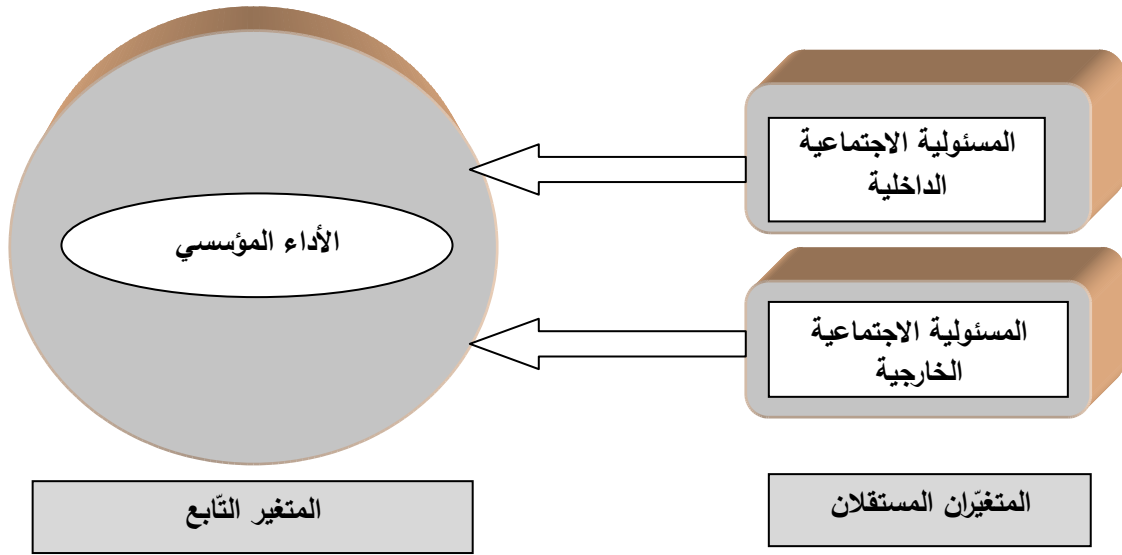 المسئولية الاجتماعية
الداخلية
الأداء المؤسسي
المسئولية الاجتماعية
الخارجية
المتغيّران المستقلان
المتغير التّابع